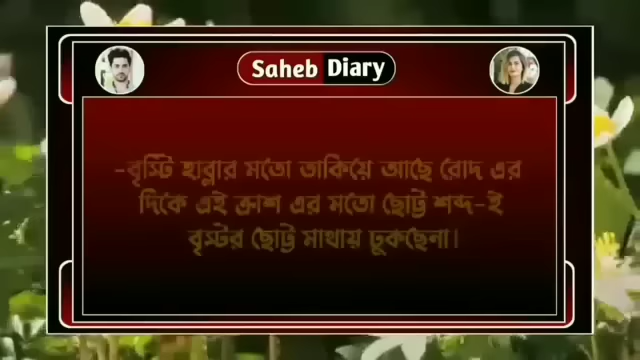 Saheb Diary
-বৃস্টি হাব্লার মতো তাকিয়ে আছে রোদ এর
দিকে এই ক্রাশ এর মতো ছোট্ট শব্দ-ই
বৃস্টর ছোট্ট মাথায় ঢুকছেনা।